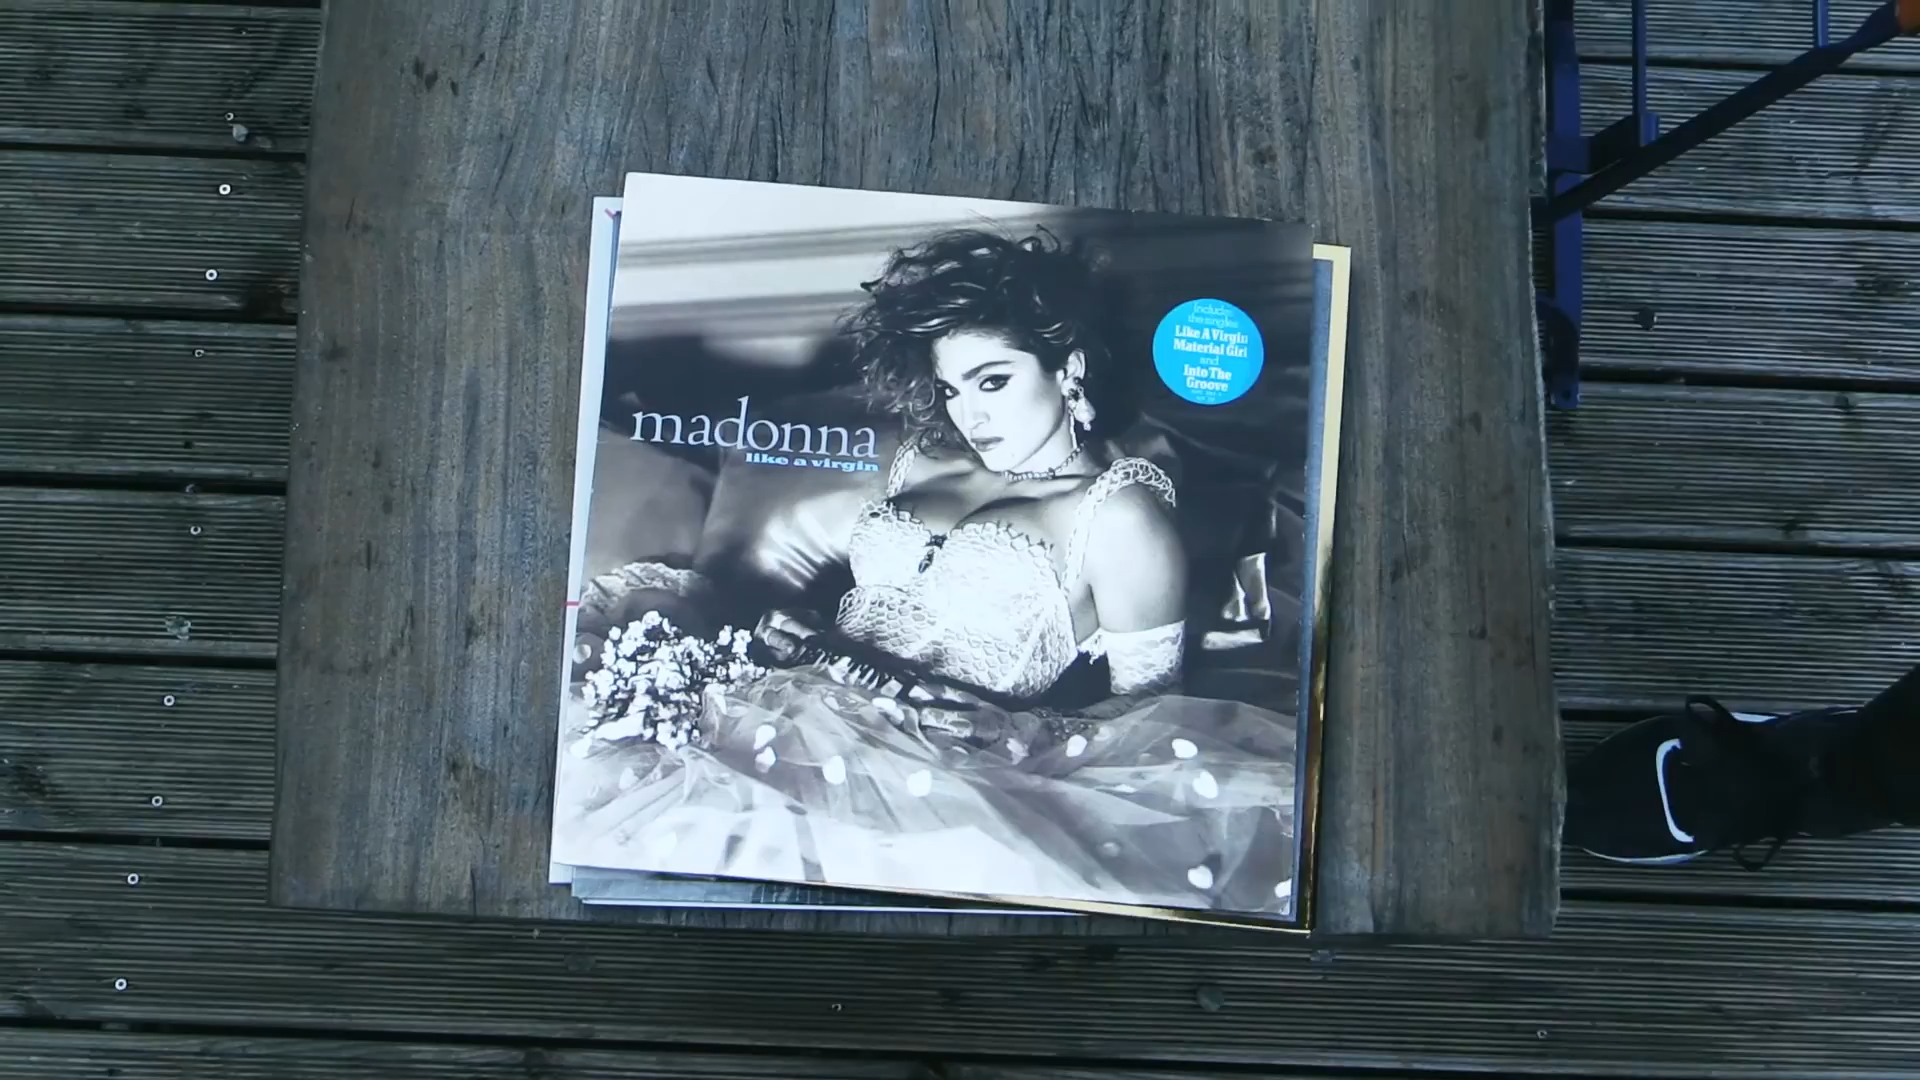 madonna
like a virgin
Includes
the singles
Like A Virgin
Material Girl
and
Into The
Groove